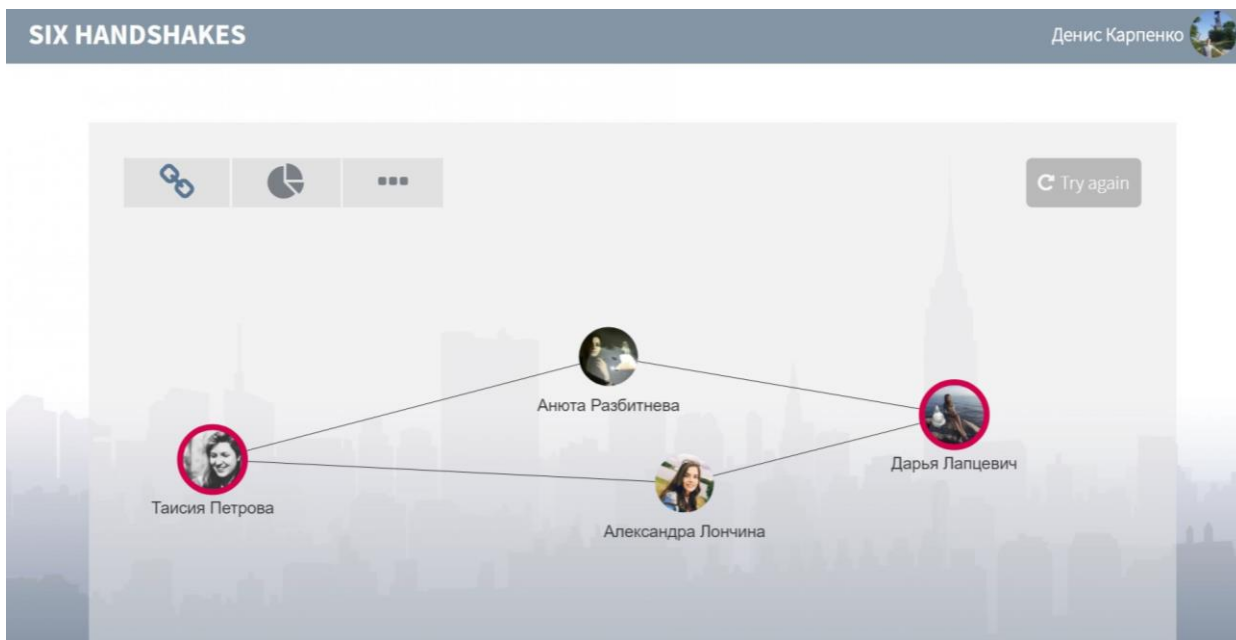 SIX HANDSHAKES
Денис Карпенко
Try again
Анюта Разбитнева
Дарья Лапцевич
Таисия Петрова
Александра Лончина